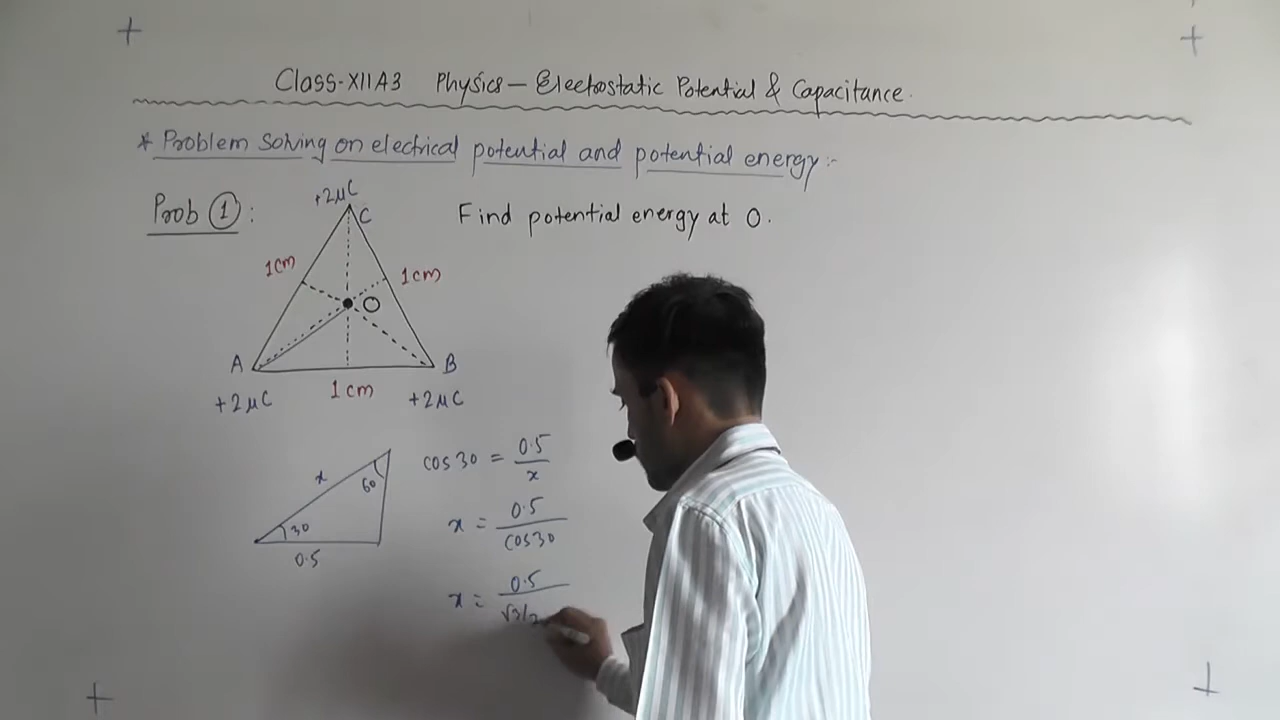 Class-XII A3 Physics — Electrostatic Potential & Capacitance.
* Problem Solving on electrical potential and potential energy:-
Prob ①:
Find potential energy at O.
+2μC
C
1cm
1cm
O
A
B
+2μC
1cm
+2μC
x
60
30
0.5
cos30 = 0.5/x
x = 0.5/cos30
x = 0.5/√3/2